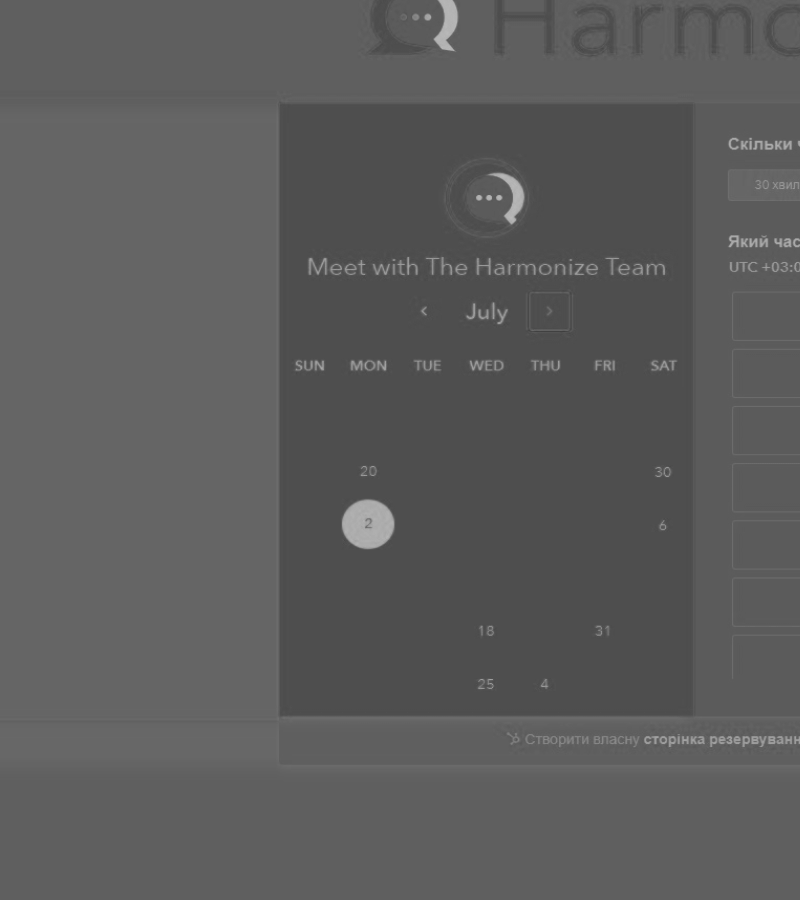 Harmo
Meet with The Harmonize Team
‹ July ›
SUN MON TUE WED THU FRI SAT
20 30
2 6
18 31
25 4
Створити власну сторінка резервуванн
Скільки ч
30 хвил
Який час
UTC +03:0